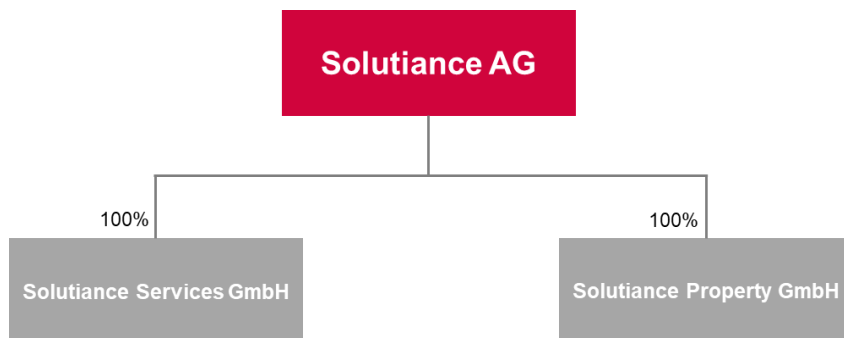 Solutiance AG
100%
100%
Solutiance Services GmbH
Solutiance Property GmbH